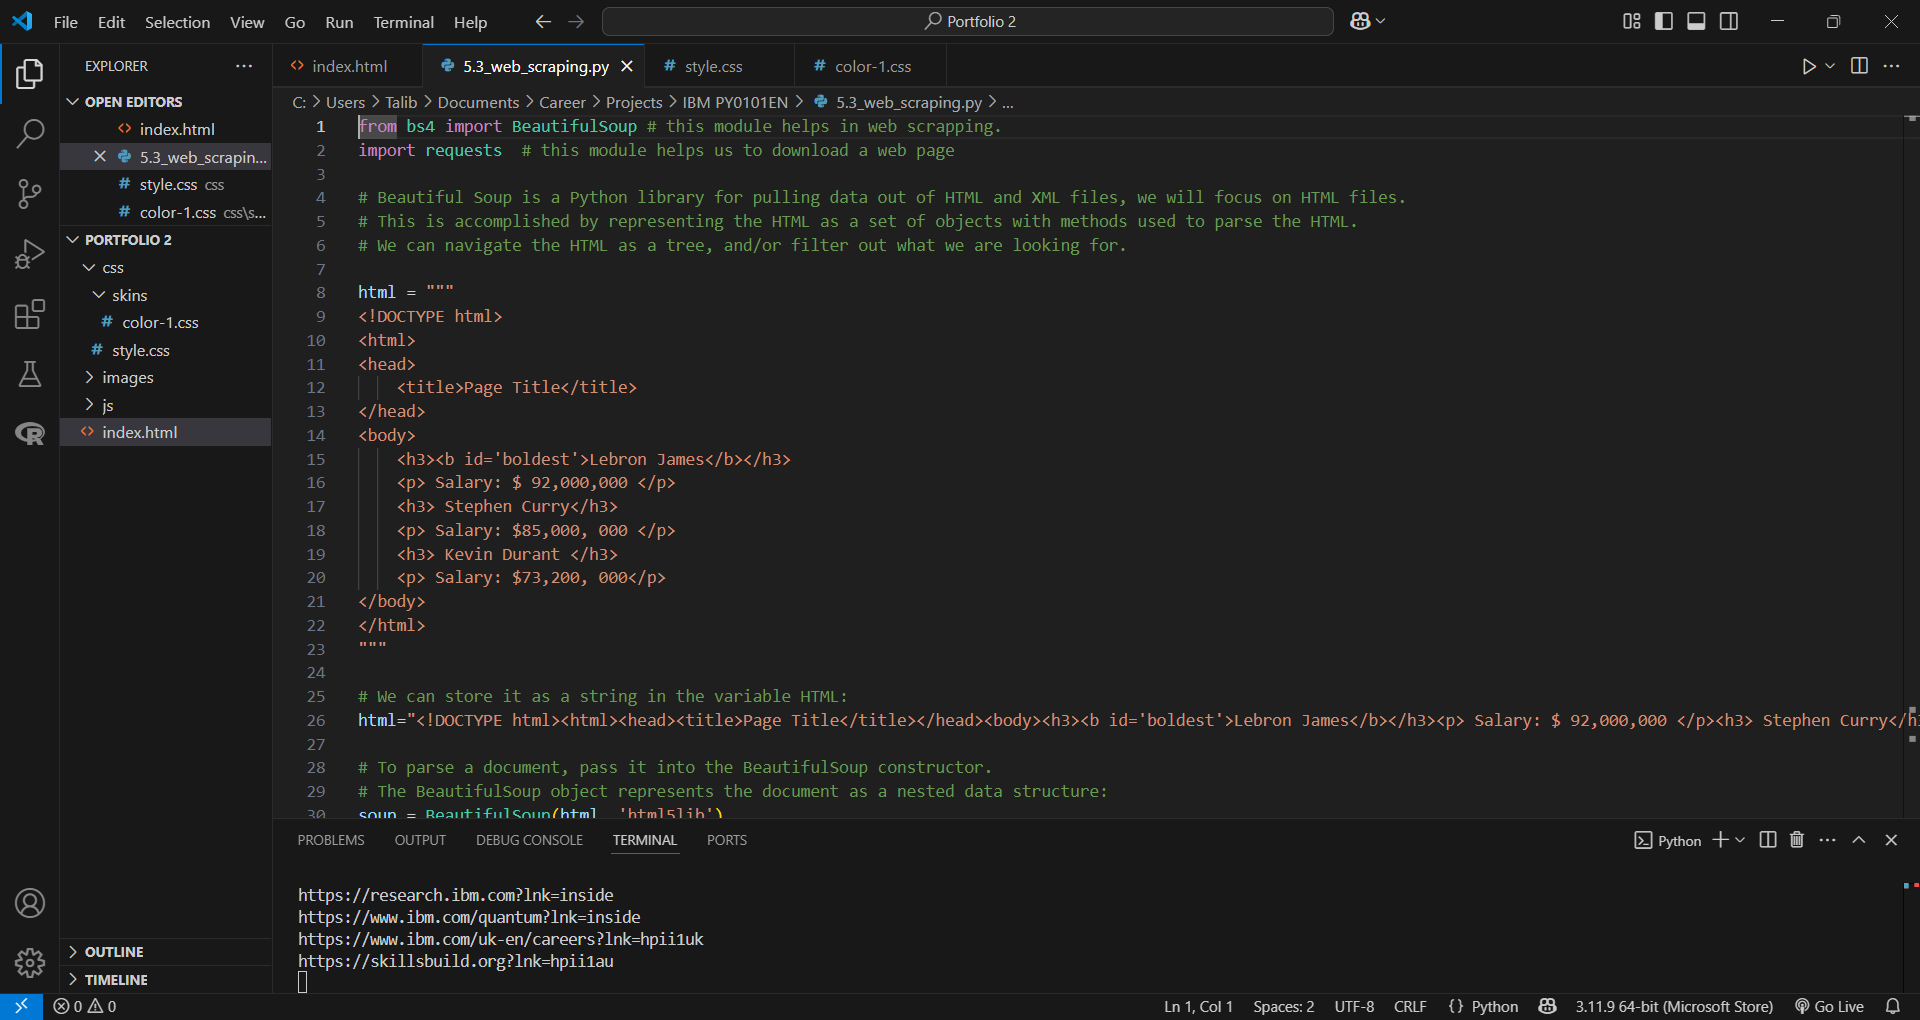 File Edit Selection View Go Run Terminal Help
Portfolio 2
EXPLORER
OPEN EDITORS
index.html
5.3_web_scrapin...
style.css css
color-1.css css\s...
PORTFOLIO 2
css
skins
color-1.css
style.css
images
js
index.html
OUTLINE
TIMELINE
index.html 5.3_web_scraping.py style.css color-1.css
C: > Users > Talib > Documents > Career > Projects > IBM PY0101EN > 5.3_web_scraping.py > ...
1 from bs4 import BeautifulSoup # this module helps in web scrapping.
2 import requests  # this module helps us to download a web page
3
4 # Beautiful Soup is a Python library for pulling data out of HTML and XML files, we will focus on HTML files.
5 # This is accomplished by representing the HTML as a set of objects with methods used to parse the HTML.
6 # We can navigate the HTML as a tree, and/or filter out what we are looking for.
7
8 html = """
9 <!DOCTYPE html>
10 <html>
11 <head>
12     <title>Page Title</title>
13 </head>
14 <body>
15     <h3><b id='boldest'>Lebron James</b></h3>
16     <p> Salary: $ 92,000,000 </p>
17     <h3> Stephen Curry</h3>
18     <p> Salary: $85,000, 000 </p>
19     <h3> Kevin Durant </h3>
20     <p> Salary: $73,200, 000</p>
21 </body>
22 </html>
23 """
24
25 # We can store it as a string in the variable HTML:
26 html="<!DOCTYPE html><html><head><title>Page Title</title></head><body><h3><b id='boldest'>Lebron James</b></h3><p> Salary: $ 92,000,000 </p><h3> Stephen Curry</h
27
28 # To parse a document, pass it into the BeautifulSoup constructor.
29 # The BeautifulSoup object represents the document as a nested data structure:
30 soup = BeautifulSoup(html, 'html5lib')
PROBLEMS OUTPUT DEBUG CONSOLE TERMINAL PORTS
Python
https://research.ibm.com?lnk=inside
https://www.ibm.com/quantum?lnk=inside
https://www.ibm.com/uk-en/careers?lnk=hpii1uk
https://skillsbuild.org?lnk=hpii1au
0 0
Ln 1, Col 1 Spaces: 2 UTF-8 CRLF {} Python 3.11.9 64-bit (Microsoft Store) Go Live